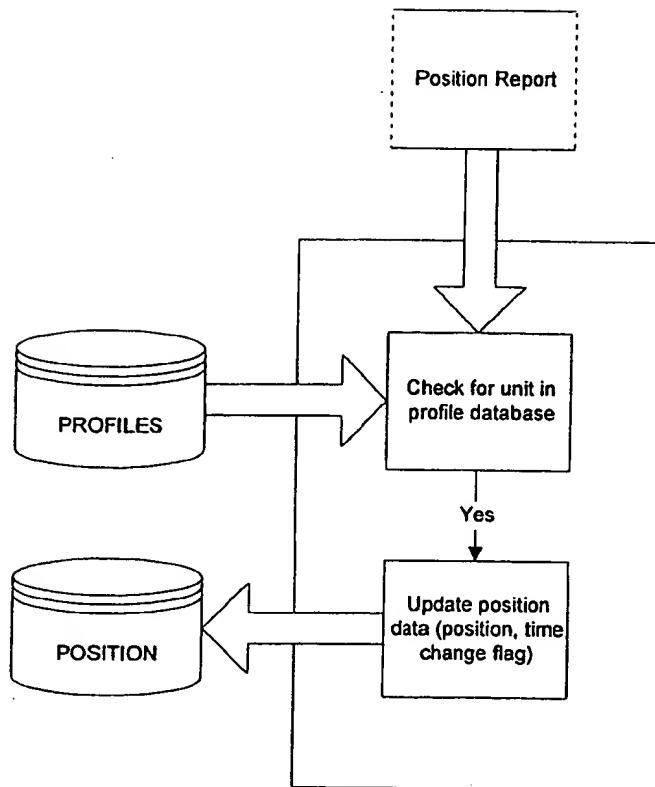 Position Report
Check for unit in
profile database
PROFILES
Yes
Update position
data (position, time
change flag)
POSITION